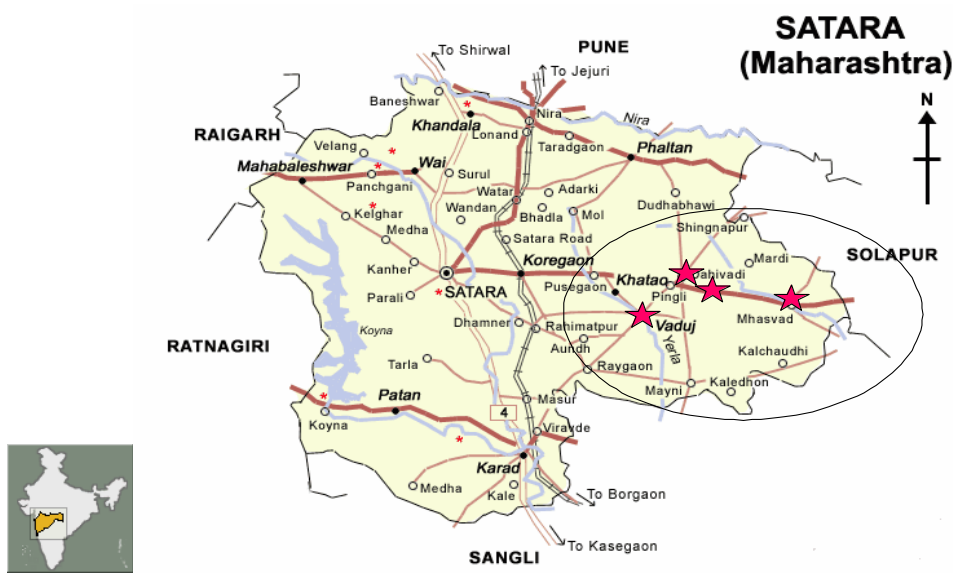 SATARA
(Maharashtra)
To Shirwal
PUNE
To Jejuri
N
Baneshwar
Khandala
Nira
Nira
Lonand
Taradgaon
RAIGARH
Velang
Phaltan
Mahabaleshwar
Wai
Panchgani
Surul
Watar
Adarki
Dudhabhawi
Kelghar
Wandan
Bhadla
Mol
Shingnapur
Medha
Satara Road
SOLAPUR
Kanher
Koregaon
Mardi
Pusegaon
Khatao
Dahivadi
SATARA
Parali
Pingli
Mhasvad
Koyna
Dhamner
Rahimatpur
Vaduj
RATNAGIRI
Aundh
Yerla
Kalchaudhi
Tarla
Raygaon
Mayni
Kaledhon
Patan
Masur
4
Koyna
Viravde
Karad
Medha
Kale
To Borgaon
SANGLI
To Kasegaon